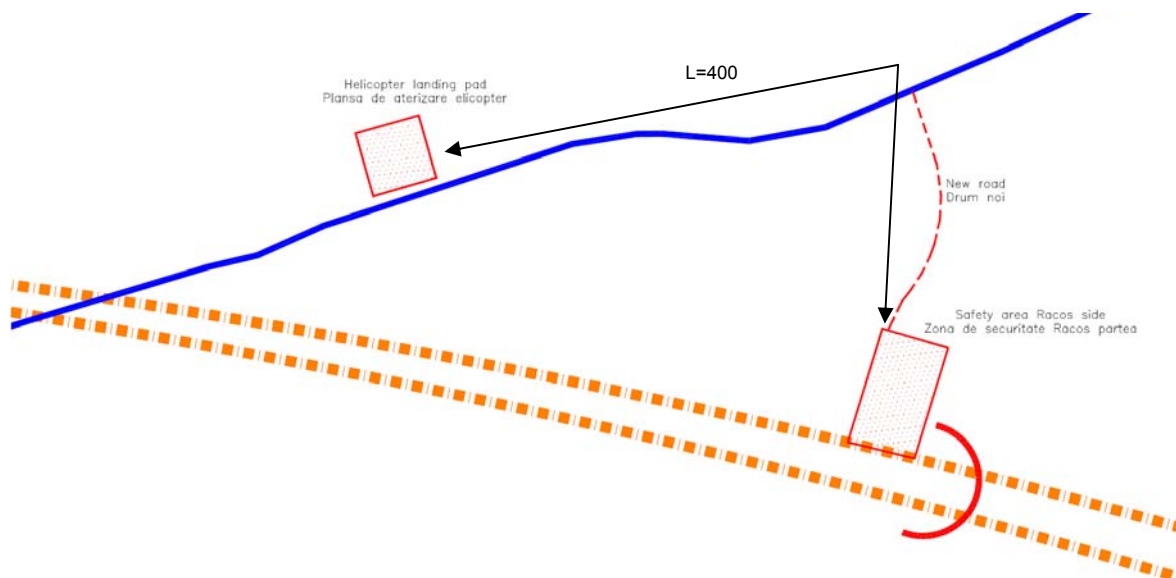 L=400
Helicopter landing pad
Plansa de aterizare elicopter
New road
Drum noi
Safety area Racos side
Zona de securitate Racos partea